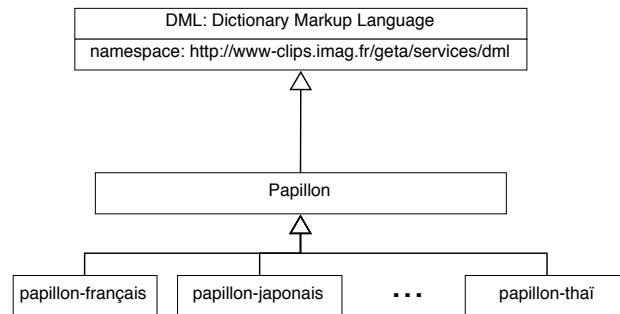 DML: Dictionary Markup Language
namespace: http://www-clips.imag.fr/geta/services/dml
Papillon
papillon-français
papillon-japonais
...
papillon-thaï